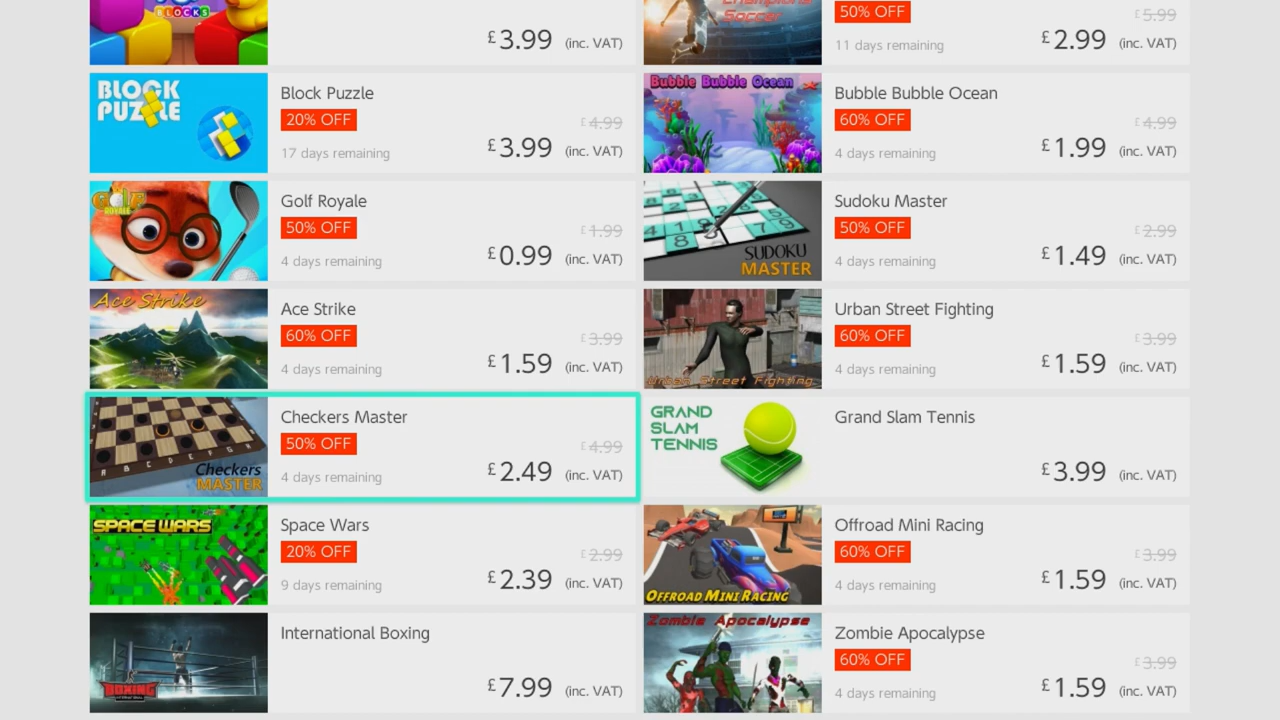 BLOCKS
£3.99 (inc. VAT)
Soccer
50% OFF
£5.99
11 days remaining
£2.99 (inc. VAT)
BLOCK
PUZZLE
Block Puzzle
20% OFF
£4.99
17 days remaining
£3.99 (inc. VAT)
Bubble Bubble Ocean
Bubble Bubble Ocean
60% OFF
£4.99
4 days remaining
£1.99 (inc. VAT)
GOLF
ROYALE
Golf Royale
50% OFF
£1.99
4 days remaining
£0.99 (inc. VAT)
SUDOKU
MASTER
Sudoku Master
50% OFF
£2.99
4 days remaining
£1.49 (inc. VAT)
Ace Strike
Ace Strike
60% OFF
£3.99
4 days remaining
£1.59 (inc. VAT)
Urban Street Fighting
Urban Street Fighting
60% OFF
£3.99
4 days remaining
£1.59 (inc. VAT)
A B C D E F G H
Checkers
MASTER
Checkers Master
50% OFF
£4.99
4 days remaining
£2.49 (inc. VAT)
GRAND
SLAM
TENNIS
Grand Slam Tennis
£3.99 (inc. VAT)
SPACE WARS
Space Wars
20% OFF
£2.99
9 days remaining
£2.39 (inc. VAT)
OFFROAD MINI RACING
Offroad Mini Racing
60% OFF
£3.99
4 days remaining
£1.59 (inc. VAT)
BOXING
International Boxing
£7.99 (inc. VAT)
Zombie Apocalypse
Zombie Apocalypse
60% OFF
£3.99
4 days remaining
£1.59 (inc. VAT)